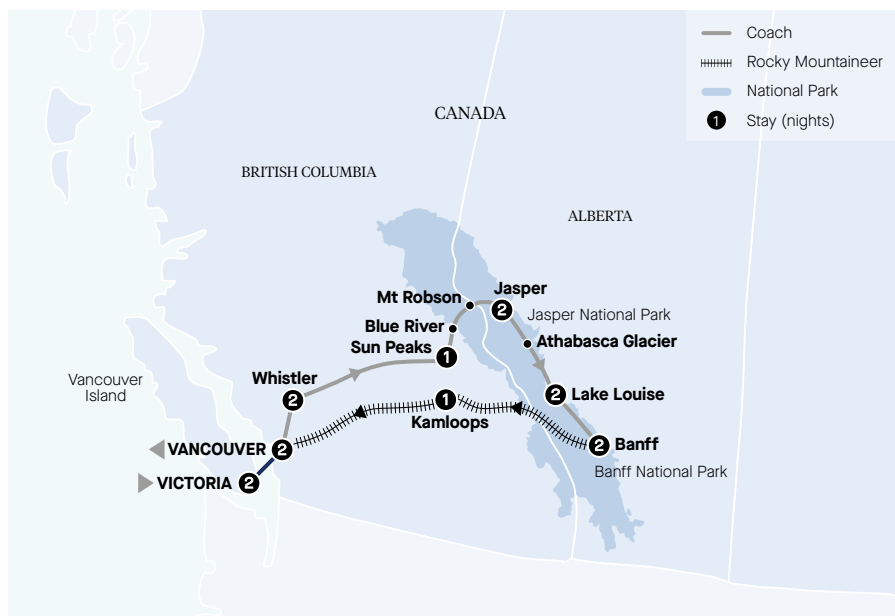 Coach
Rocky Mountaineer
National Park
1 Stay (nights)
CANADA
BRITISH COLUMBIA
ALBERTA
Jasper
2
Mt Robson
Jasper National Park
Blue River
Athabasca Glacier
Sun Peaks
1
Vancouver
Island
Whistler
2
Lake Louise
2
Kamloops
1
Banff
2
VANCOUVER
2
Banff National Park
VICTORIA
2